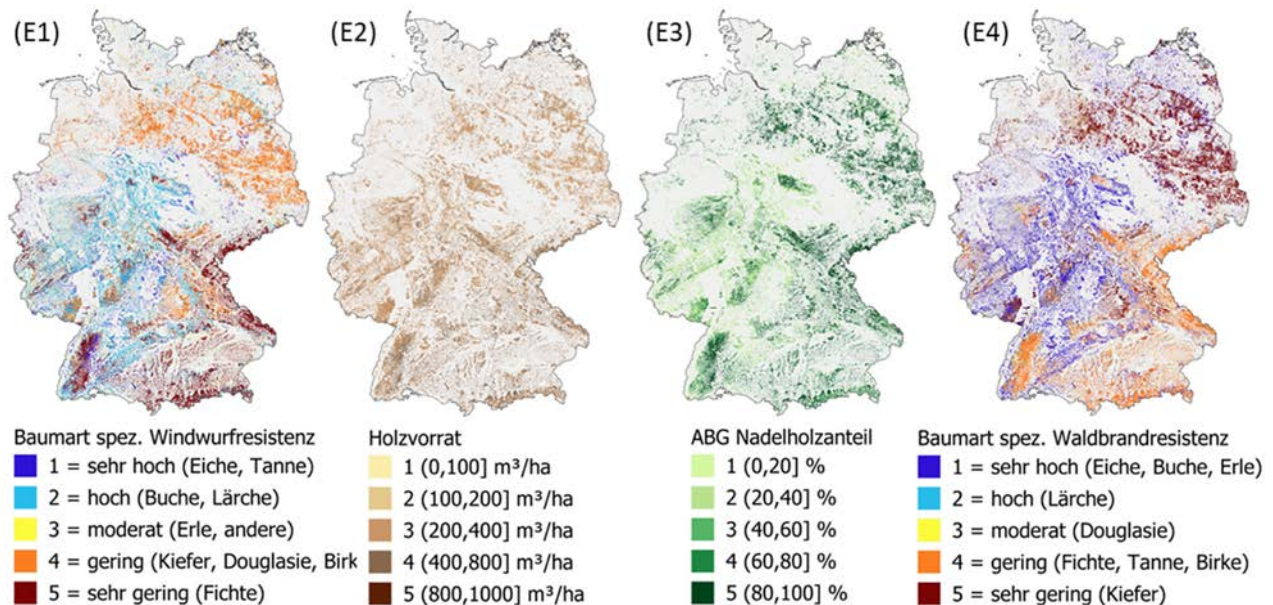 (E1)
(E2)
(E3)
(E4)
Baumart spez. Windwurfresistenz
1 = sehr hoch (Eiche, Tanne)
2 = hoch (Buche, Lärche)
3 = moderat (Erle, andere)
4 = gering (Kiefer, Douglasie, Birk
5 = sehr gering (Fichte)
Holzvorrat
1 (0,100] m³/ha
2 (100,200] m³/ha
3 (200,400] m³/ha
4 (400,800] m³/ha
5 (800,1000] m³/ha
ABG Nadelholzanteil
1 (0,20] %
2 (20,40] %
3 (40,60] %
4 (60,80] %
5 (80,100] %
Baumart spez. Waldbrandresistenz
1 = sehr hoch (Eiche, Buche, Erle)
2 = hoch (Lärche)
3 = moderat (Douglasie)
4 = gering (Fichte, Tanne, Birke)
5 = sehr gering (Kiefer)